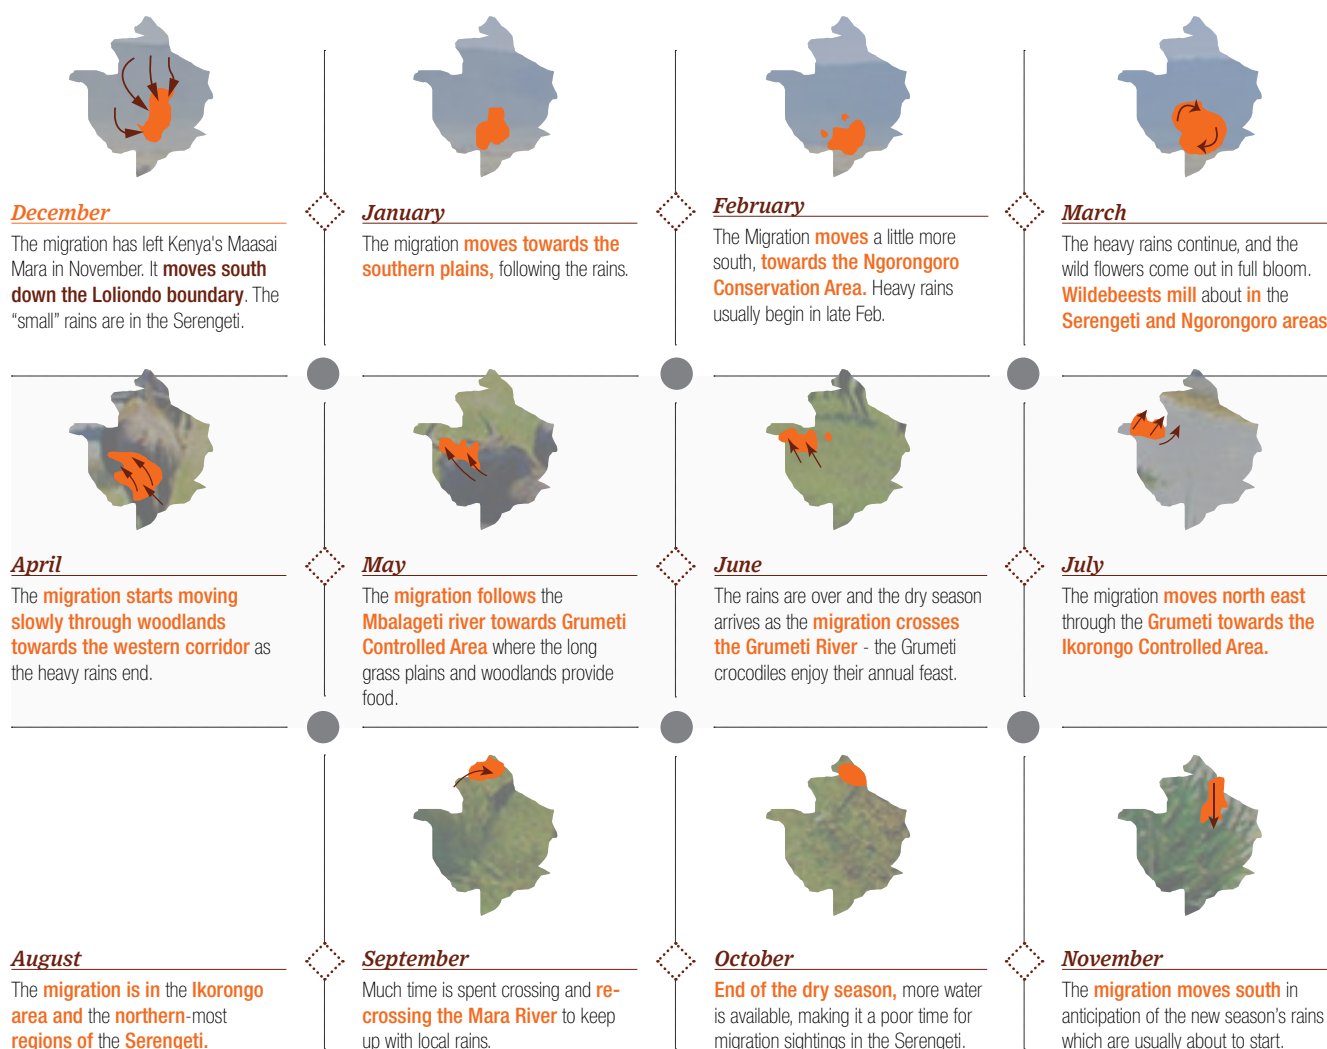 December
The migration has left Kenya's Maasai
Mara in November. It moves south
down the Loliondo boundary. The
“small” rains are in the Serengeti.
January
The migration moves towards the
southern plains, following the rains.
February
The Migration moves a little more
south, towards the Ngorongoro
Conservation Area. Heavy rains
usually begin in late Feb.
March
The heavy rains continue, and the
wild flowers come out in full bloom.
Wildebeests mill about in the
Serengeti and Ngorongoro areas
April
The migration starts moving
slowly through woodlands
towards the western corridor as
the heavy rains end.
May
The migration follows the
Mbalageti river towards Grumeti
Controlled Area where the long
grass plains and woodlands provide
food.
June
The rains are over and the dry season
arrives as the migration crosses
the Grumeti River - the Grumeti
crocodiles enjoy their annual feast.
July
The migration moves north east
through the Grumeti towards the
Ikorongo Controlled Area.
August
The migration is in the Ikorongo
area and the northern-most
regions of the Serengeti.
September
Much time is spent crossing and re-
crossing the Mara River to keep
up with local rains.
October
End of the dry season, more water
is available, making it a poor time for
migration sightings in the Serengeti.
November
The migration moves south in
anticipation of the new season’s rains
which are usually about to start.